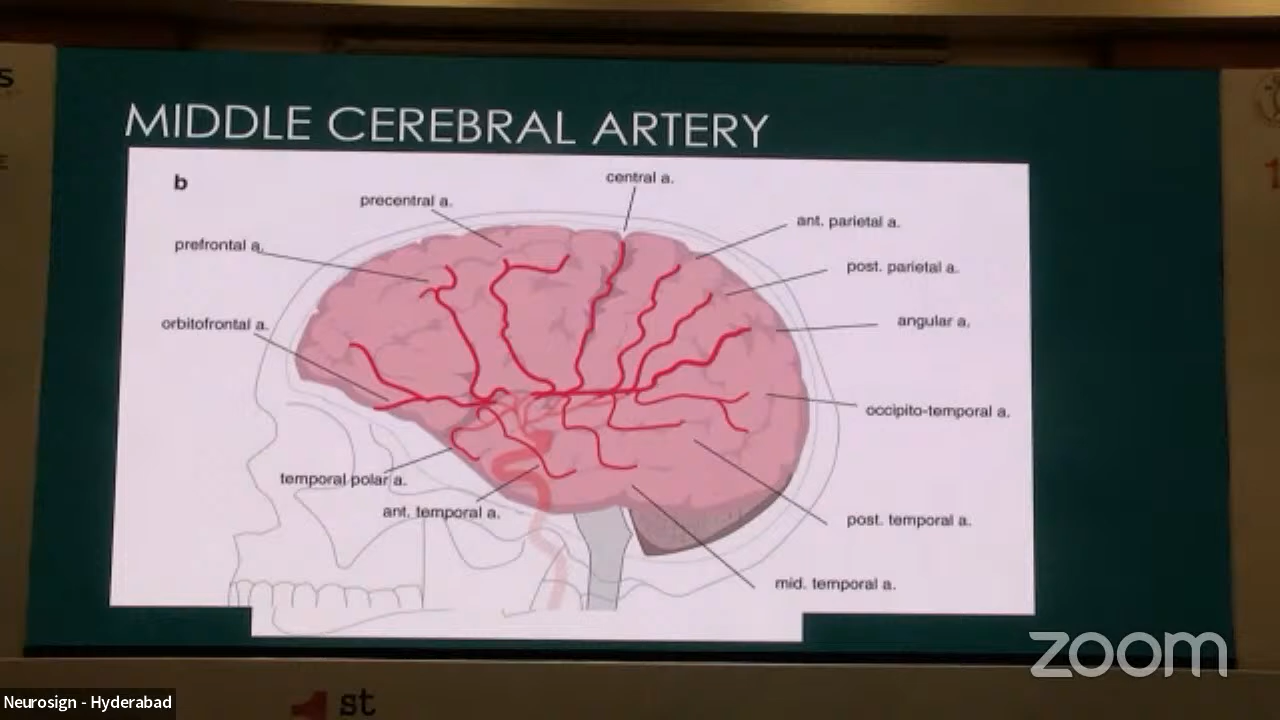 MIDDLE CEREBRAL ARTERY
b
central a.
precentral a.
ant. parietal a.
prefrontal a.
post. parietal a.
orbitofrontal a.
angular a.
occipito-temporal a.
temporal polar a.
ant. temporal a.
post. temporal a.
mid. temporal a.
zoom
Neurosign - Hyderabad
st